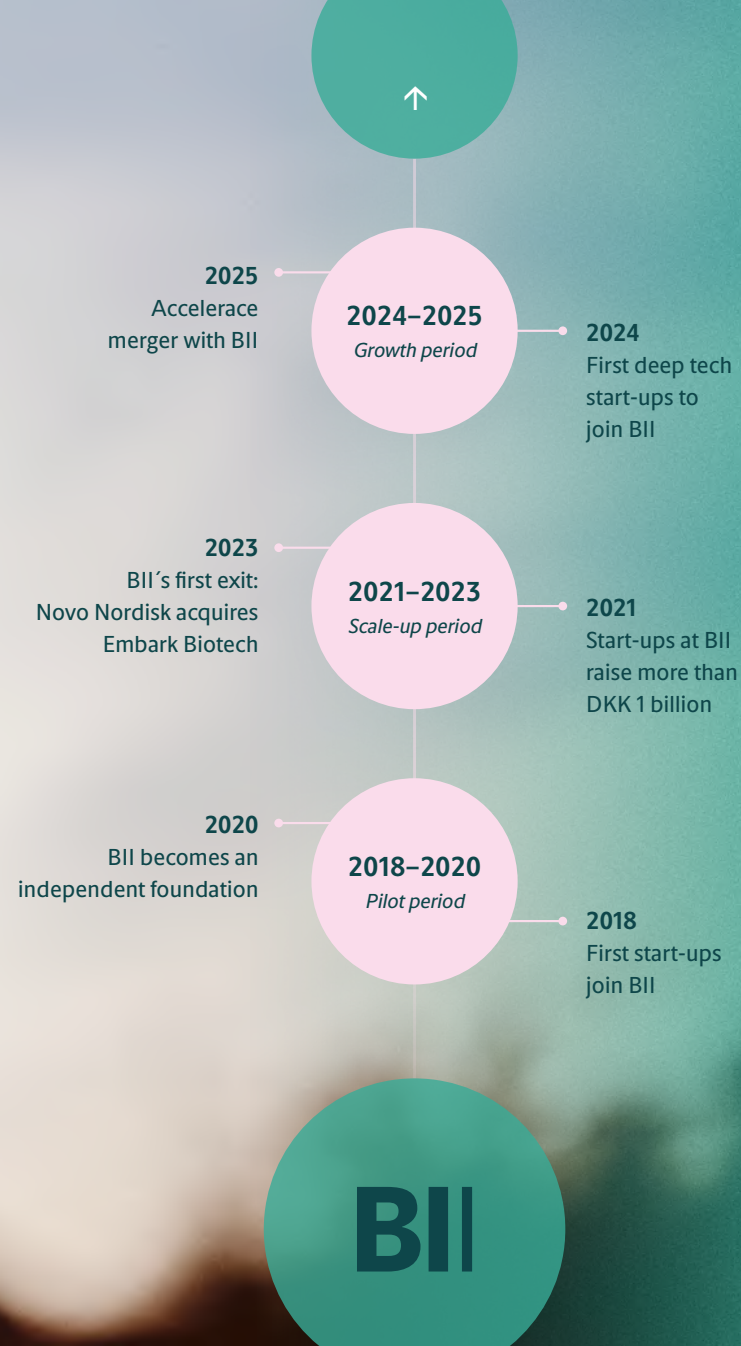 ↑
2025
Accelerace
merger with BII
2024–2025
Growth period
2024
First deep tech
start-ups to
join BII
2023
BII´s first exit:
Novo Nordisk acquires
Embark Biotech
2021–2023
Scale-up period
2021
Start-ups at BII
raise more than
DKK 1 billion
2020
BII becomes an
independent foundation
2018–2020
Pilot period
2018
First start-ups
join BII
BII